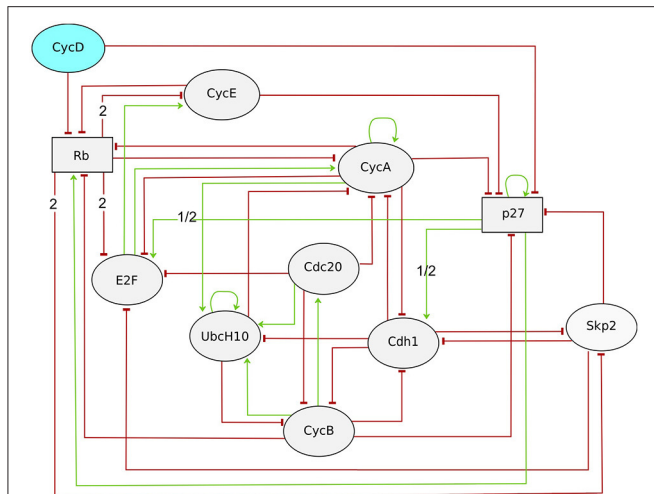 CycD
CycE
2
Rb
CycA
2
2
1/2
p27
E2F
Cdc20
1/2
UbcH10
Cdh1
Skp2
CycB